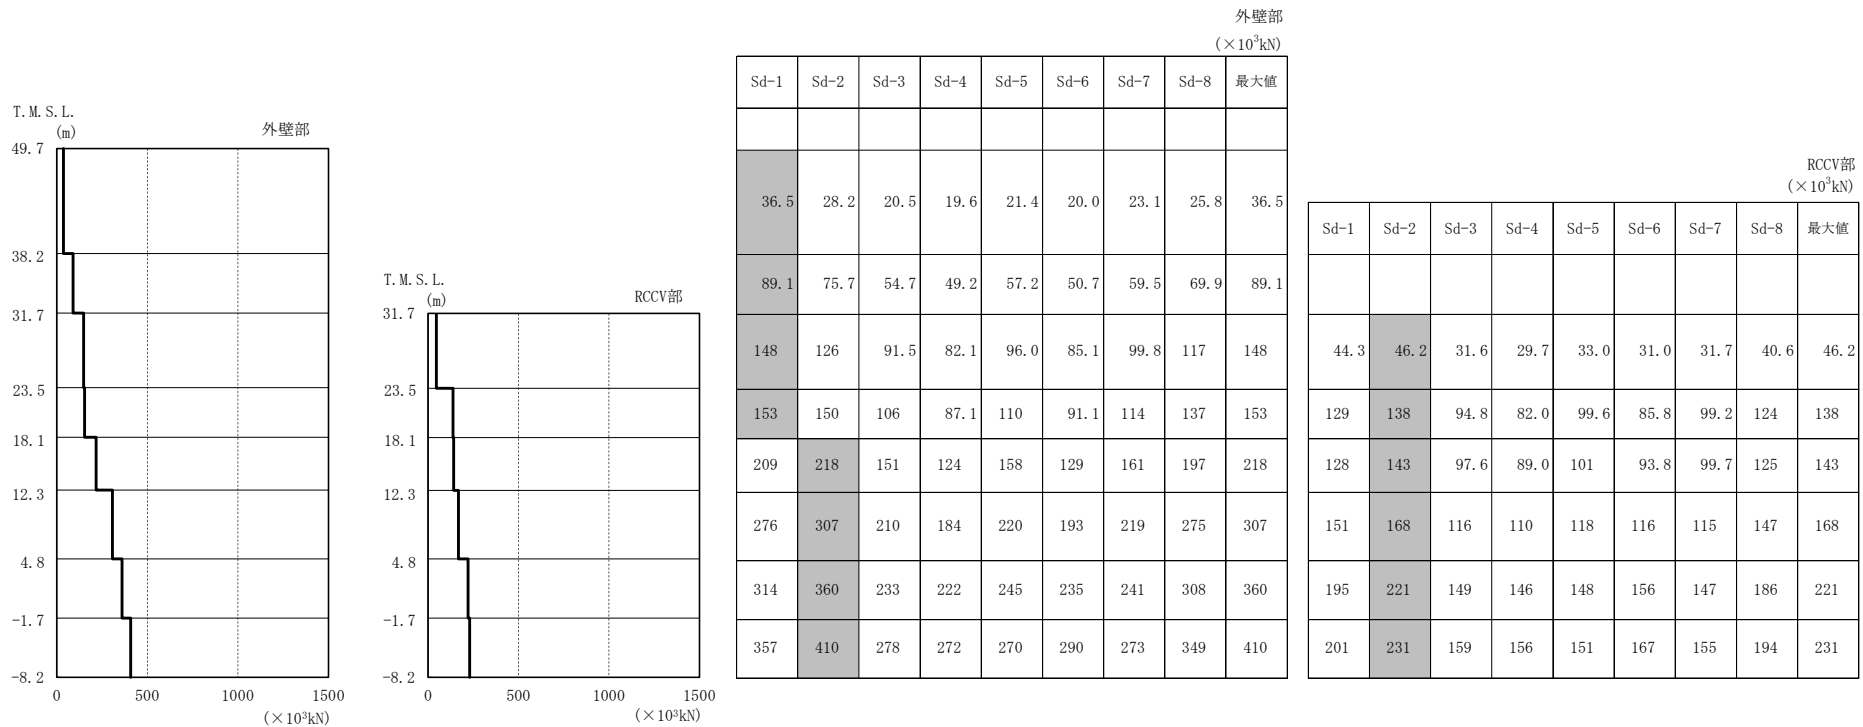 T.M.S.L.
(m)
外壁部
49.7
38.2
31.7
23.5
18.1
12.3
4.8
-1.7
-8.2
0 500 1000 1500
(×10³kN)
T.M.S.L.
(m)
RCCV部
31.7
23.5
18.1
12.3
4.8
-1.7
-8.2
0 500 1000 1500
(×10³kN)
外壁部
(×10³kN)
Sd-1 Sd-2 Sd-3 Sd-4 Sd-5 Sd-6 Sd-7 Sd-8 最大値
36.5 28.2 20.5 19.6 21.4 20.0 23.1 25.8 36.5
89.1 75.7 54.7 49.2 57.2 50.7 59.5 69.9 89.1
148 126 91.5 82.1 96.0 85.1 99.8 117 148
153 150 106 87.1 110 91.1 114 137 153
209 218 151 124 158 129 161 197 218
276 307 210 184 220 193 219 275 307
314 360 233 222 245 235 241 308 360
357 410 278 272 270 290 273 349 410
RCCV部
(×10³kN)
Sd-1 Sd-2 Sd-3 Sd-4 Sd-5 Sd-6 Sd-7 Sd-8 最大値
44.3 46.2 31.6 29.7 33.0 31.0 31.7 40.6 46.2
129 138 94.8 82.0 99.6 85.8 99.2 124 138
128 143 97.6 89.0 101 93.8 99.7 125 143
151 168 116 110 118 116 115 147 168
195 221 149 146 148 156 147 186 221
201 231 159 156 151 167 155 194 231